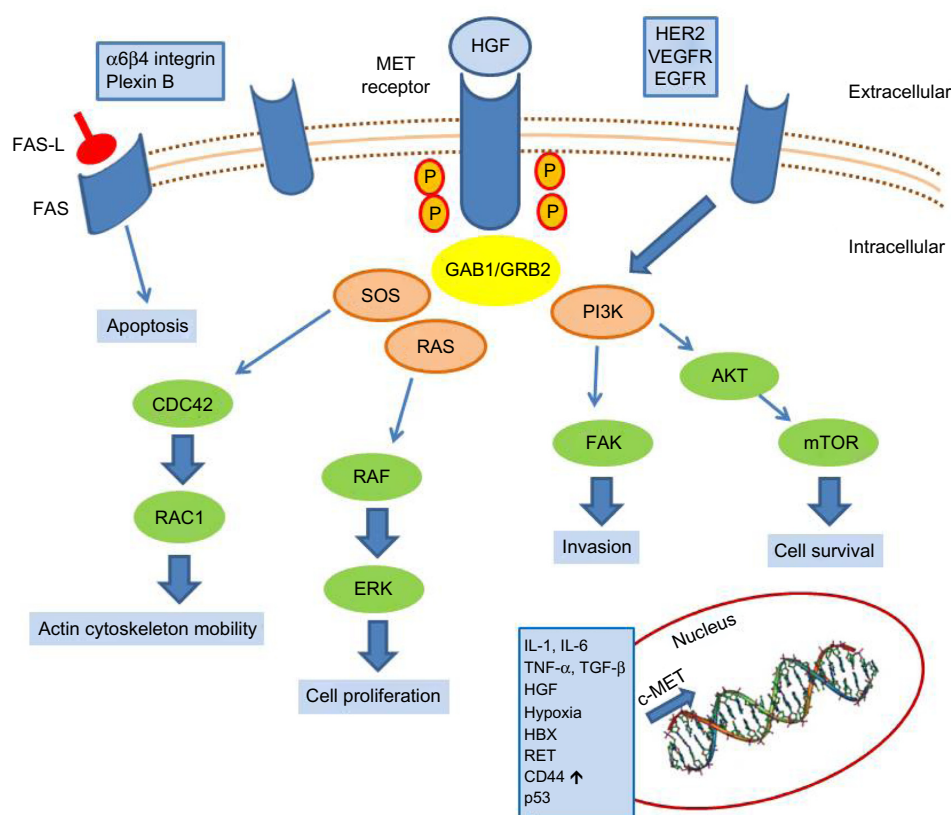 α6β4 integrin
Plexin B
MET
receptor
HGF
HER2
VEGFR
EGFR
Extracellular
FAS-L
FAS
P
P
P
P
Intracellular
GAB1/GRB2
SOS
PI3K
Apoptosis
RAS
AKT
CDC42
FAK
mTOR
RAF
RAC1
Invasion
Cell survival
ERK
Actin cytoskeleton mobility
Cell proliferation
IL-1, IL-6
TNF-α, TGF-β
HGF
Hypoxia
HBX
RET
CD44 ↑
p53
Nucleus
c-MET